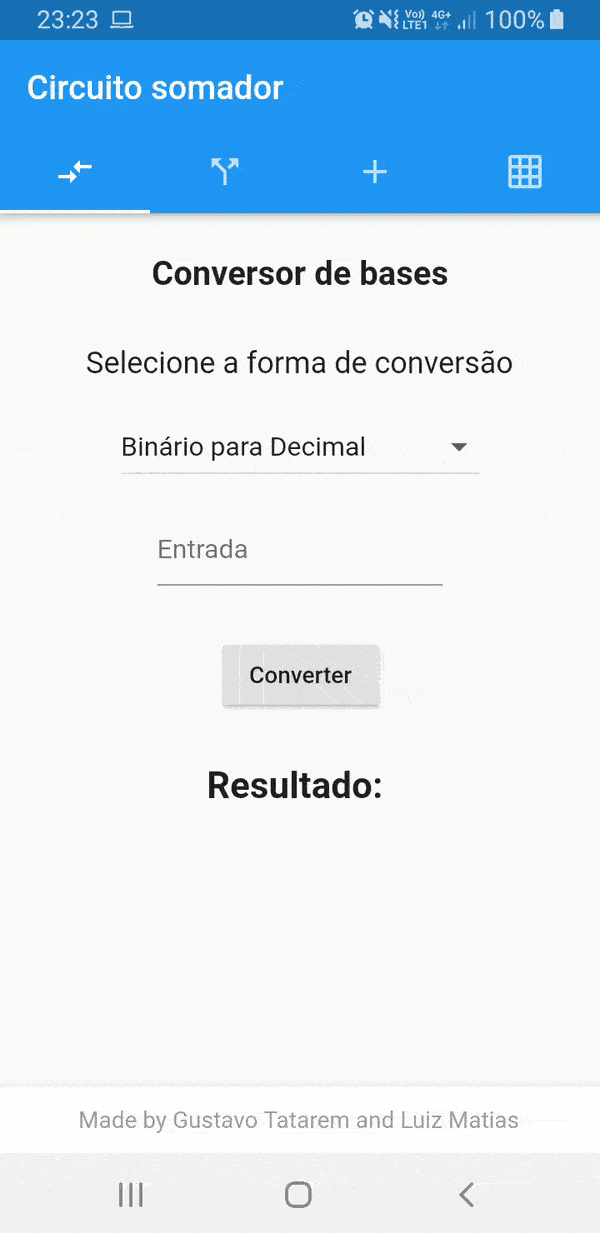 23:23 Vo)) LTE1 4G+ 100%
Circuito somador
Conversor de bases
Selecione a forma de conversão
Binário para Decimal
Entrada
Converter
Resultado:
Made by Gustavo Tatarem and Luiz Matias